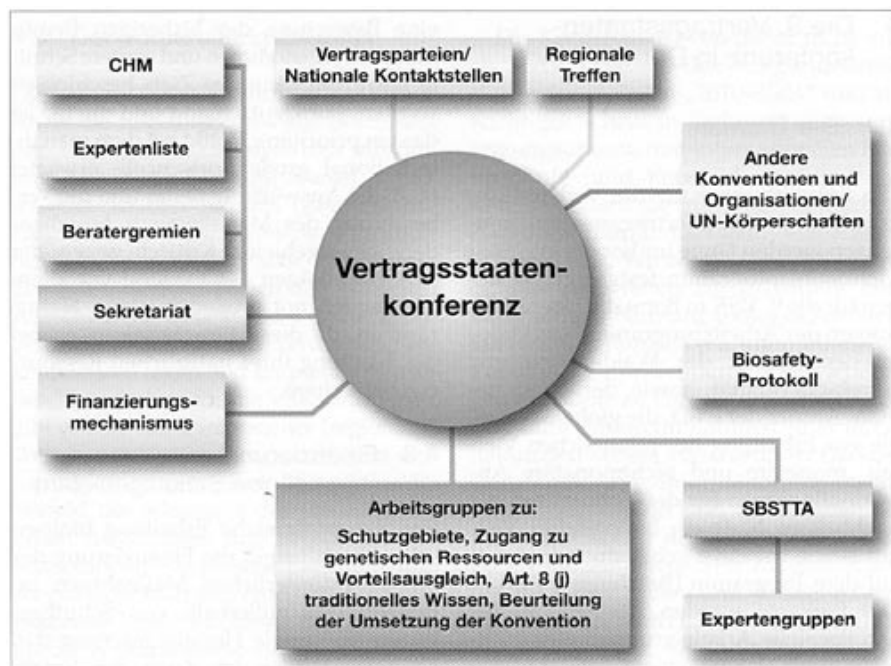 CHM
Vertragsparteien/
Nationale Kontaktstellen
Regionale
Treffen
Expertenliste
Andere
Konventionen und
Organisationen/
UN-Körperschaften
Beratergremien
Vertragsstaaten-
konferenz
Sekretariat
Biosafety-
Protokoll
Finanzierungs-
mechanismus
Arbeitsgruppen zu:
Schutzgebiete, Zugang zu
genetischen Ressourcen und
Vorteilsausgleich, Art. 8 (j)
traditionelles Wissen, Beurteilung
der Umsetzung der Konvention
SBSTTA
Expertengruppen